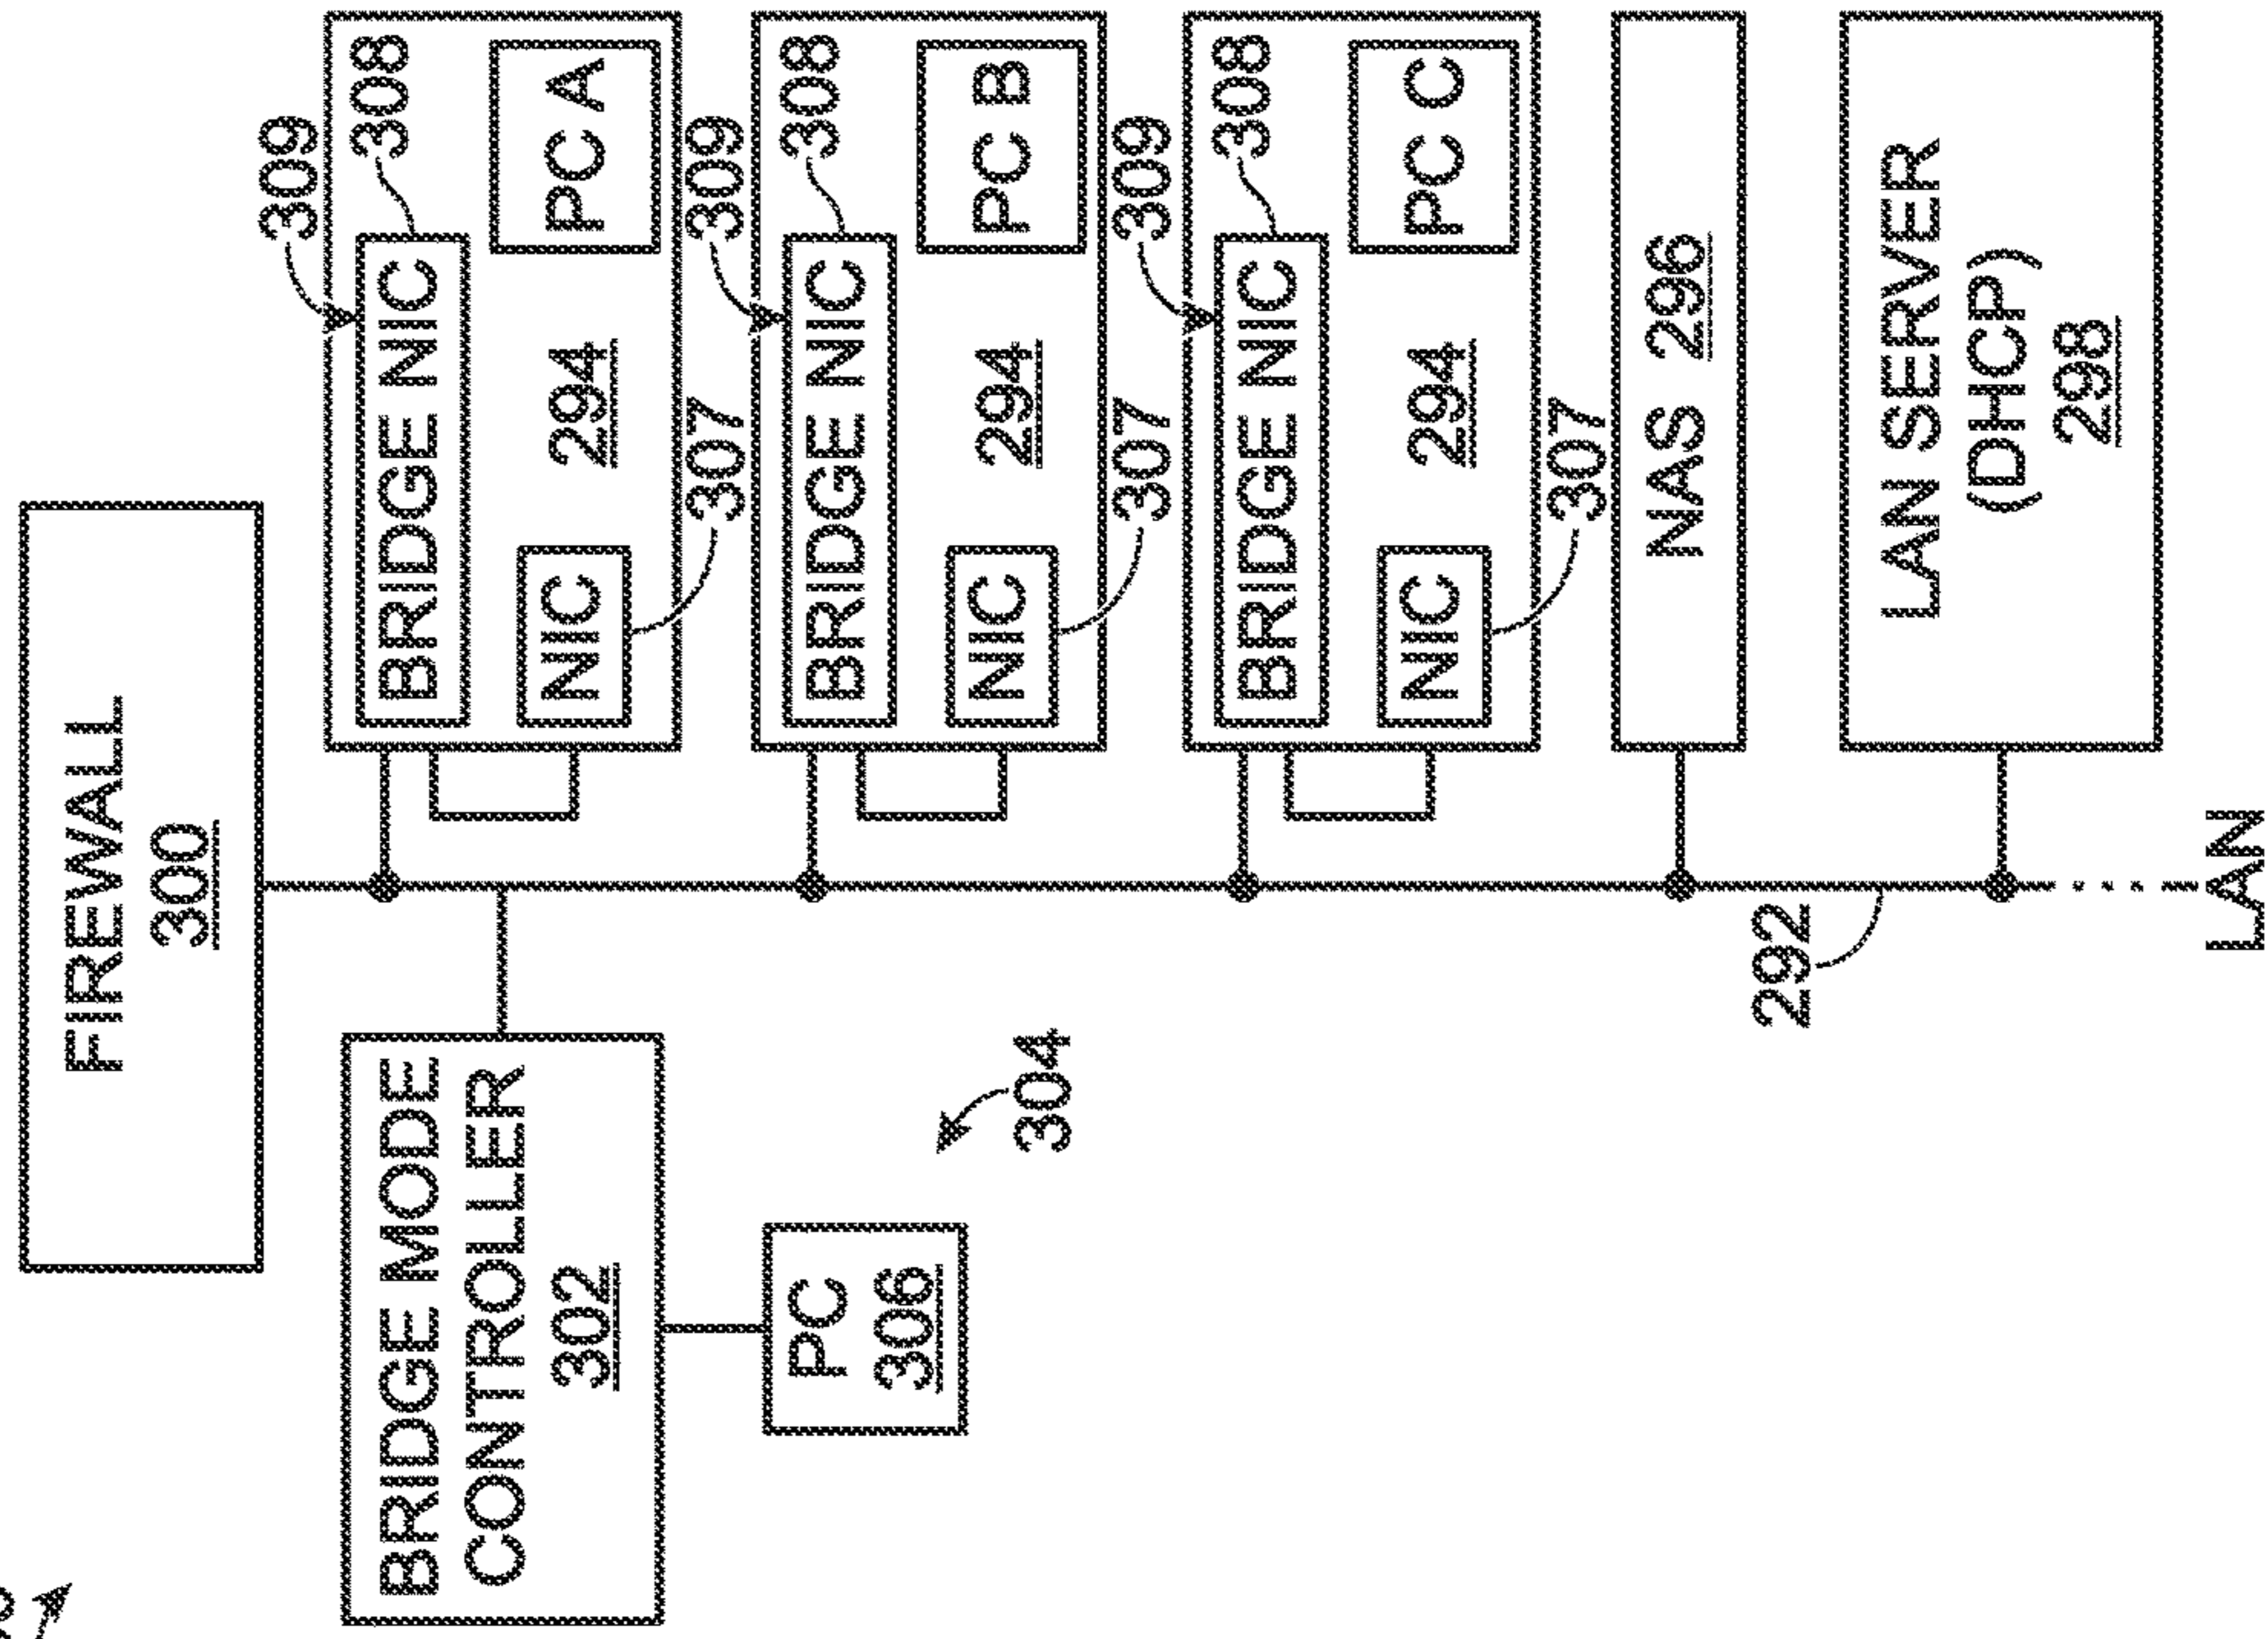 FIREWALL
300
BRIDGE MODE
CONTROLLER
302
PC
306
304
309
308
BRIDGE NIC
PC A
294
NIC
307
309
308
BRIDGE NIC
PC B
294
NIC
307
309
308
BRIDGE NIC
PC C
294
NIC
307
NAS 296
LAN SERVER
(DHCP)
298
292
LAN